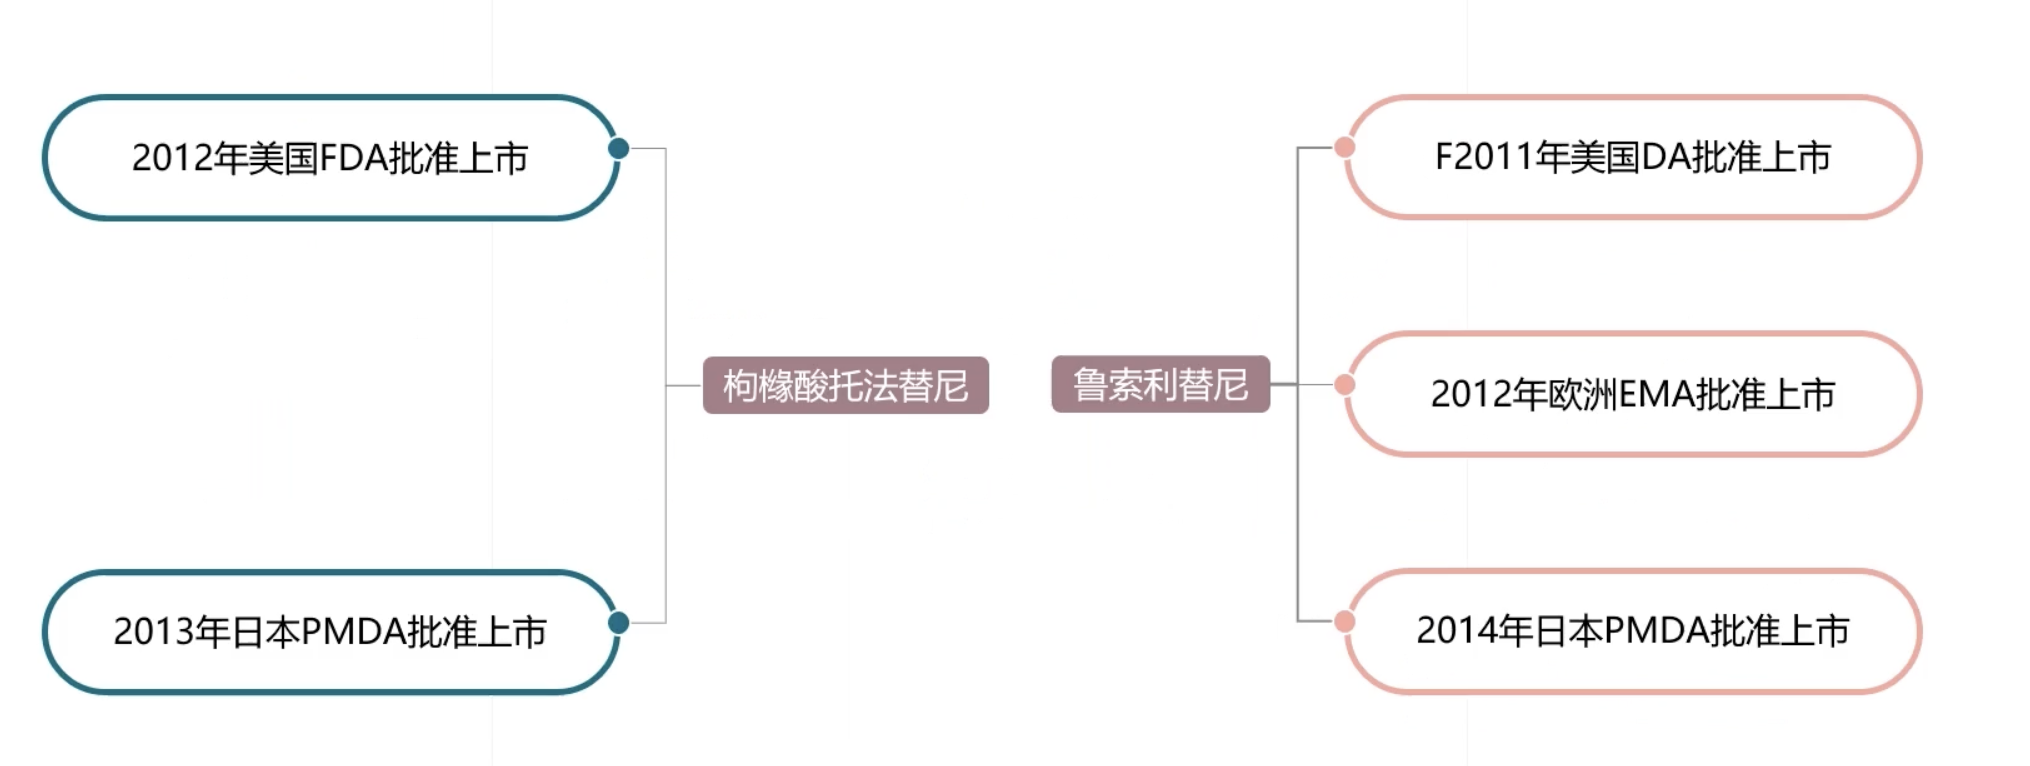 2012年美国FDA批准上市
2013年日本PMDA批准上市
枸橼酸托法替尼
鲁索利替尼
F2011年美国DA批准上市
2012年欧洲EMA批准上市
2014年日本PMDA批准上市